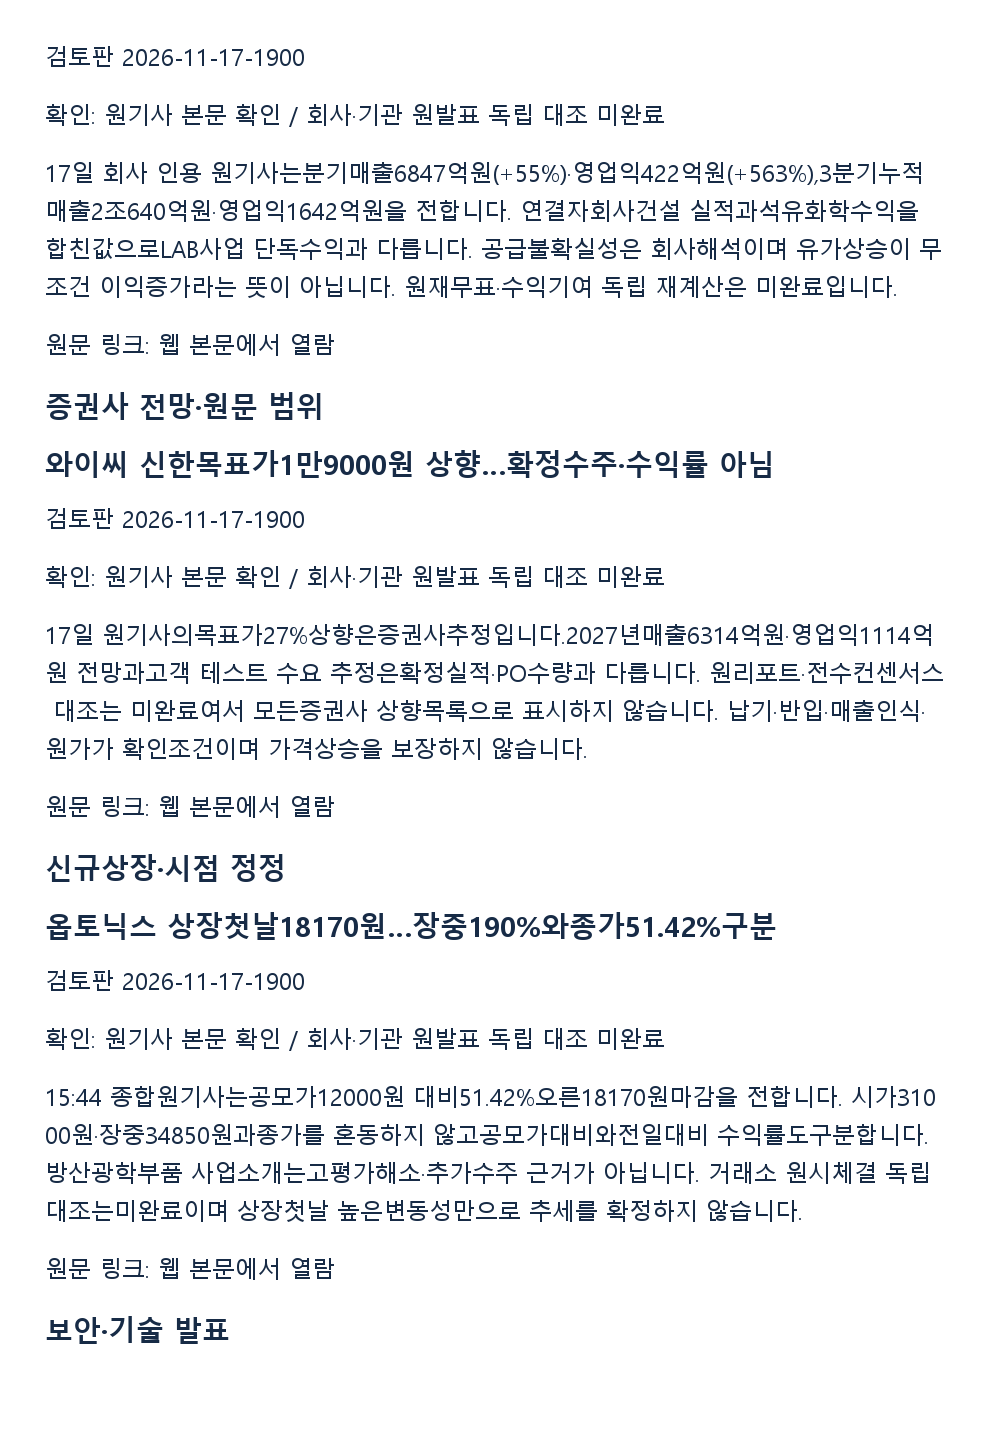 검토판 2026-11-17-1900
확인: 원기사 본문 확인 / 회사·기관 원발표 독립 대조 미완료
17일 회사 인용 원기사는분기매출6847억원(+55%)·영업익422억원(+563%),3분기누적
매출2조640억원·영업익1642억원을 전합니다. 연결자회사건설 실적과석유화학수익을
합친값으로LAB사업 단독수익과 다릅니다. 공급불확실성은 회사해석이며 유가상승이 무
조건 이익증가라는 뜻이 아닙니다. 원재무표·수익기여 독립 재계산은 미완료입니다.
원문 링크: 웹 본문에서 열람
증권사 전망·원문 범위
와이씨 신한목표가1만9000원 상향...확정수주·수익률 아님
검토판 2026-11-17-1900
확인: 원기사 본문 확인 / 회사·기관 원발표 독립 대조 미완료
17일 원기사의목표가27%상향은증권사추정입니다.2027년매출6314억원·영업익1114억
원 전망과고객 테스트 수요 추정은확정실적·PO수량과 다릅니다. 원리포트·전수컨센서스
대조는 미완료여서 모든증권사 상향목록으로 표시하지 않습니다. 납기·반입·매출인식·
원가가 확인조건이며 가격상승을 보장하지 않습니다.
원문 링크: 웹 본문에서 열람
신규상장·시점 정정
옵토닉스 상장첫날18170원...장중190%와종가51.42%구분
검토판 2026-11-17-1900
확인: 원기사 본문 확인 / 회사·기관 원발표 독립 대조 미완료
15:44 종합원기사는공모가12000원 대비51.42%오른18170원마감을 전합니다. 시가310
00원·장중34850원과종가를 혼동하지 않고공모가대비와전일대비 수익률도구분합니다.
방산광학부품 사업소개는고평가해소·추가수주 근거가 아닙니다. 거래소 원시체결 독립
대조는미완료이며 상장첫날 높은변동성만으로 추세를 확정하지 않습니다.
원문 링크: 웹 본문에서 열람
보안·기술 발표